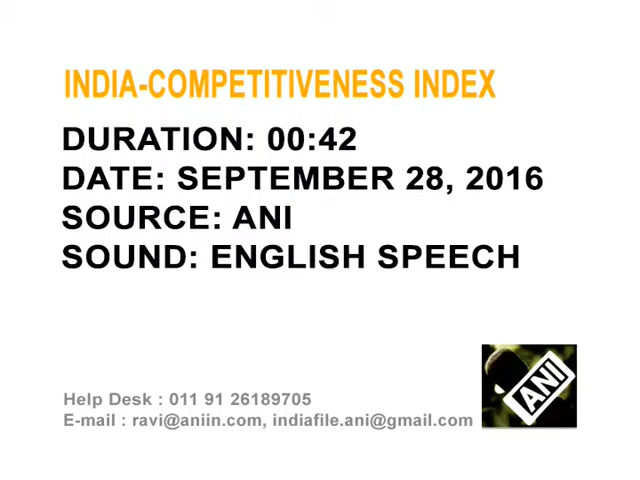 INDIA-COMPETITIVENESS INDEX
DURATION: 00:42
DATE: SEPTEMBER 28, 2016
SOURCE: ANI
SOUND: ENGLISH SPEECH
ANI
Help Desk : 011 91 26189705
E-mail : ravi@aniin.com, indiafile.ani@gmail.com